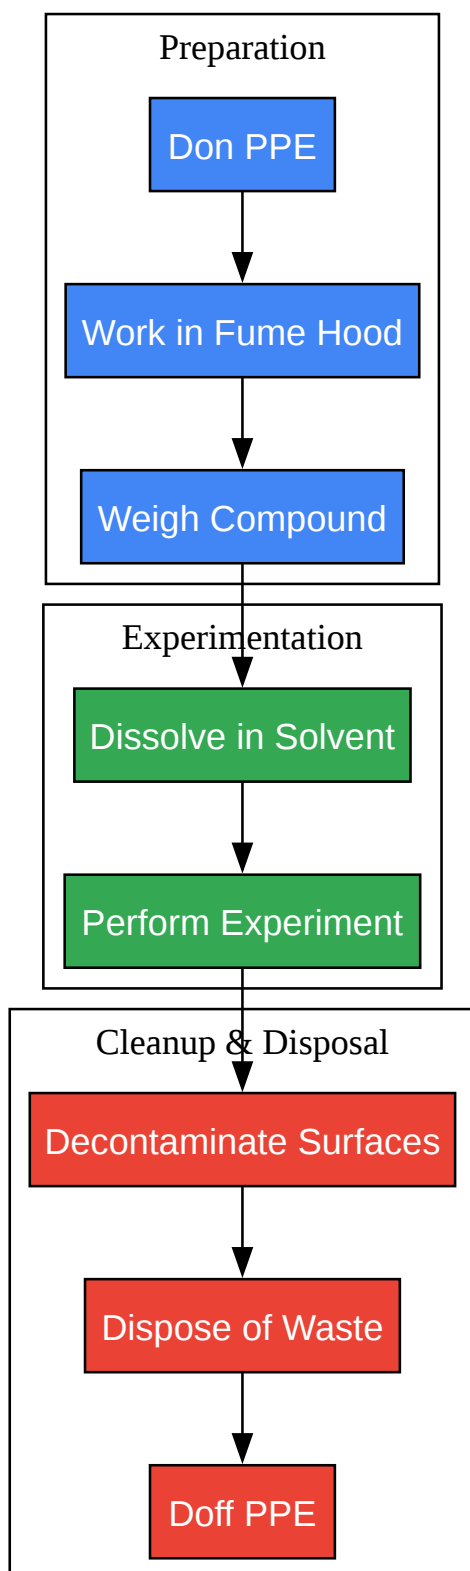 Preparation
Don PPE
Work in Fume Hood
Weigh Compound
Experimentation
Dissolve in Solvent
Perform Experiment
Cleanup & Disposal
Decontaminate Surfaces
Dispose of Waste
Doff PPE